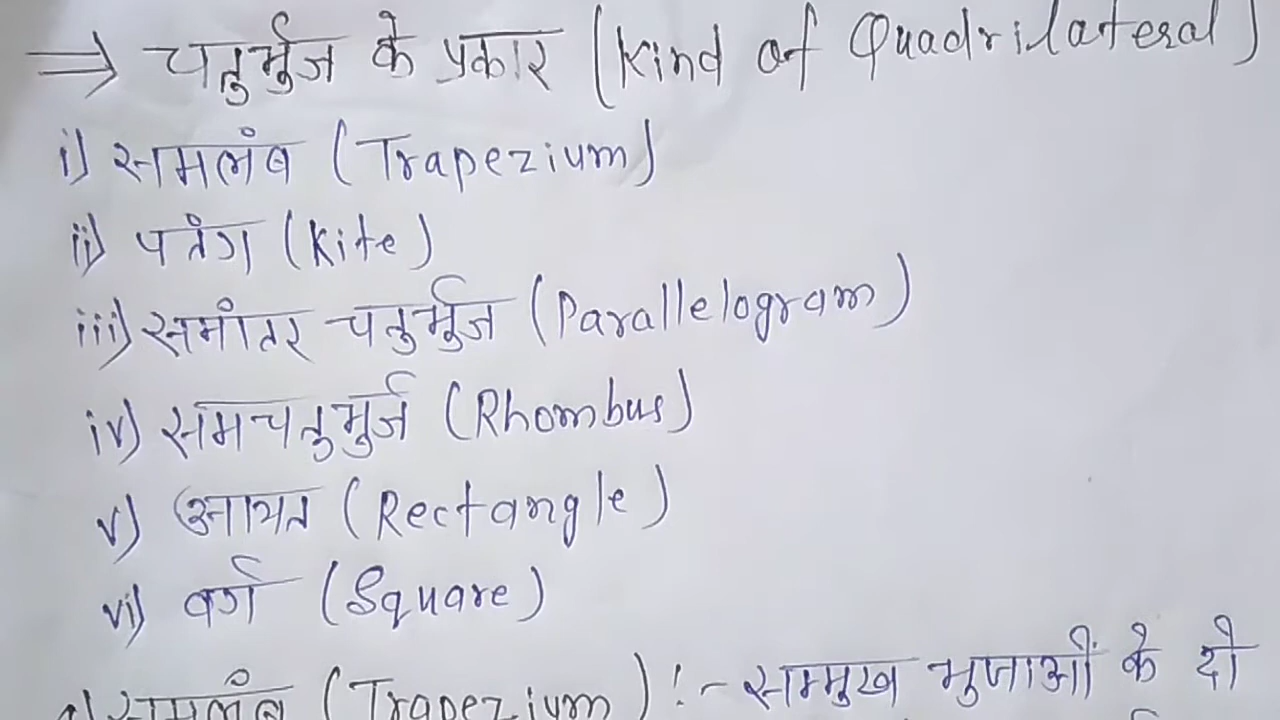 ⇒ चतुर्भुज के प्रकार (Kind of Quadrilateral)
i) समलंब (Trapezium)
ii) पतंग (Kite)
iii) समांतर चतुर्भुज (Parallelogram)
iv) समचतुर्भुज (Rhombus)
v) आयत (Rectangle)
vi) वर्ग (Square)
समलंब (Trapezium) :- सम्मुख भुजाओं के दो